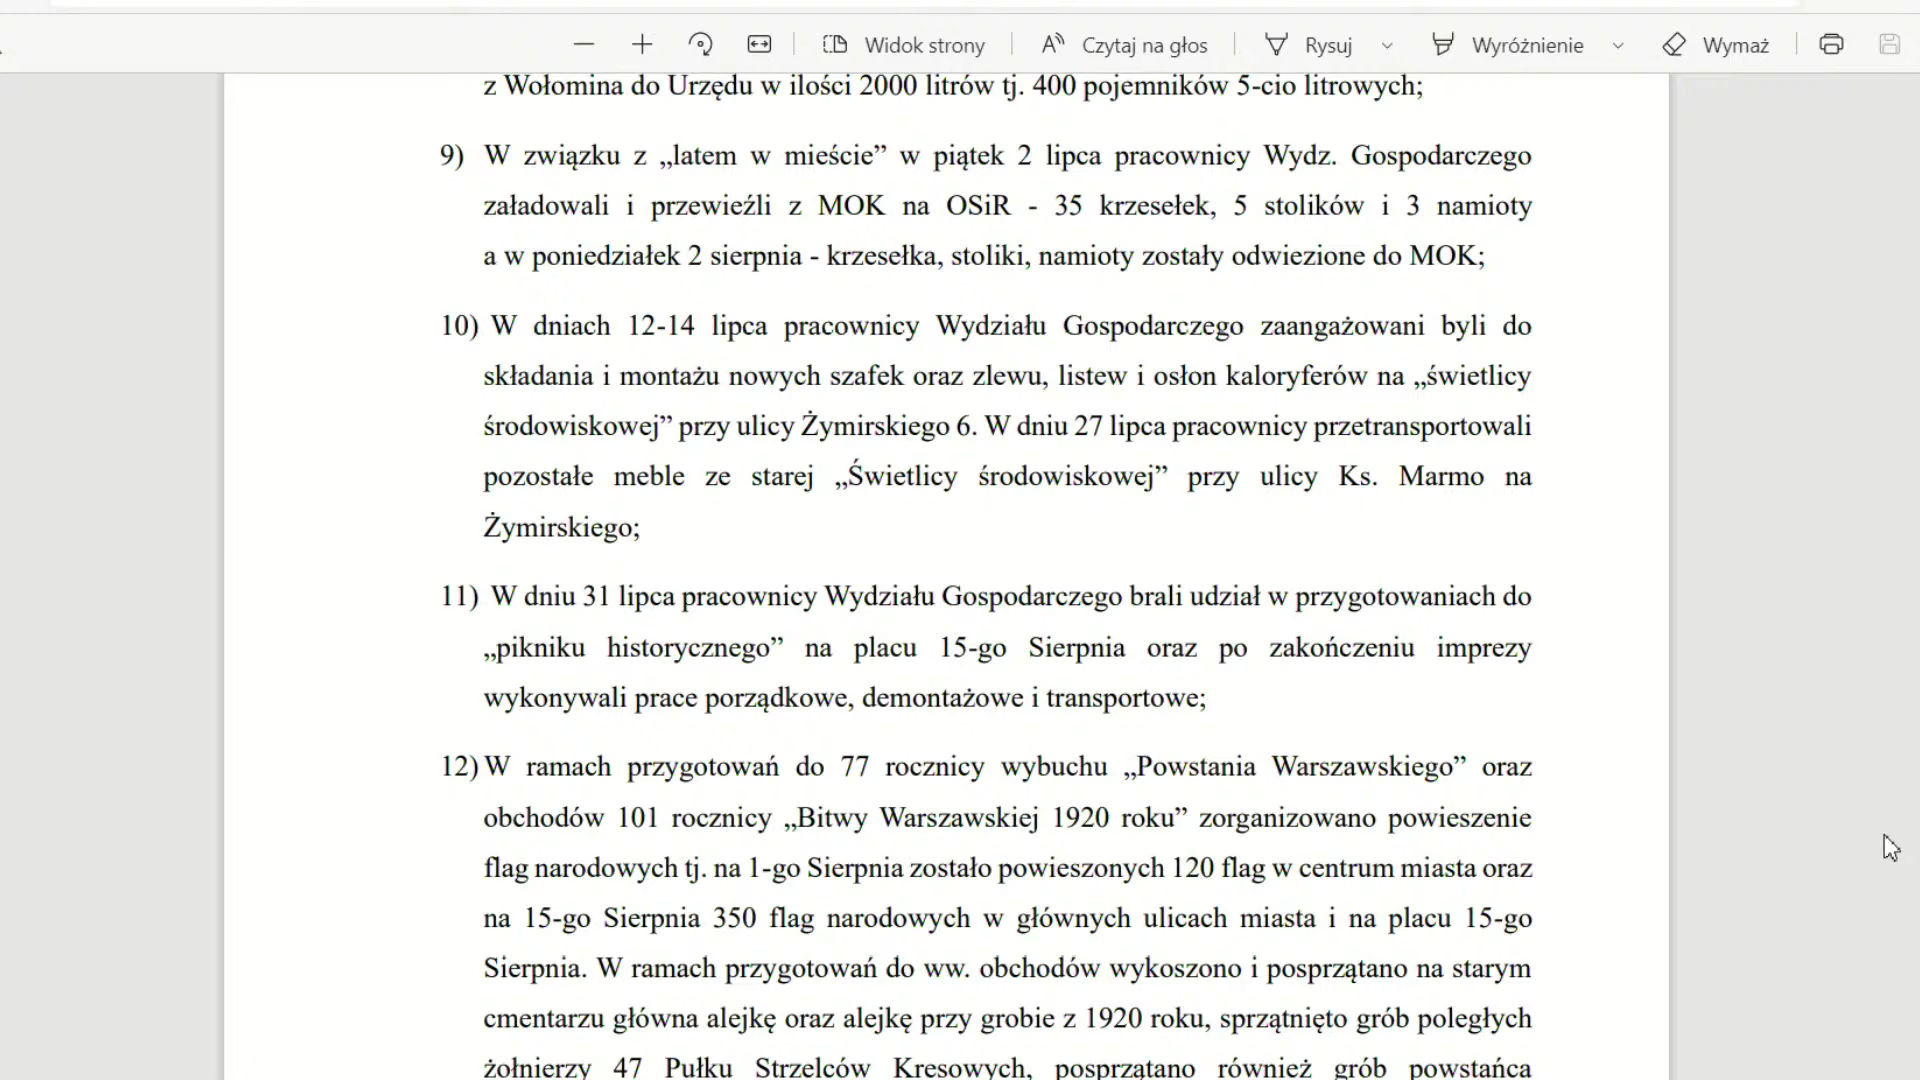 Widok strony
Czytaj na głos
Rysuj
Wyróżnienie
Wymaż
z Wołomina do Urzędu w ilości 2000 litrów tj. 400 pojemników 5-cio litrowych;
9) W związku z „latem w mieście” w piątek 2 lipca pracownicy Wydz. Gospodarczego
załadowali i przewieźli z MOK na OSiR - 35 krzesełek, 5 stolików i 3 namioty
a w poniedziałek 2 sierpnia - krzesełka, stoliki, namioty zostały odwiezione do MOK;
10) W dniach 12-14 lipca pracownicy Wydziału Gospodarczego zaangażowani byli do
składania i montażu nowych szafek oraz zlewu, listew i osłon kaloryferów na „świetlicy
środowiskowej” przy ulicy Żymirskiego 6. W dniu 27 lipca pracownicy przetransportowali
pozostałe meble ze starej „Świetlicy środowiskowej” przy ulicy Ks. Marmo na
Żymirskiego;
11) W dniu 31 lipca pracownicy Wydziału Gospodarczego brali udział w przygotowaniach do
„pikniku historycznego” na placu 15-go Sierpnia oraz po zakończeniu imprezy
wykonywali prace porządkowe, demontażowe i transportowe;
12) W ramach przygotowań do 77 rocznicy wybuchu „Powstania Warszawskiego” oraz
obchodów 101 rocznicy „Bitwy Warszawskiej 1920 roku” zorganizowano powieszenie
flag narodowych tj. na 1-go Sierpnia zostało powieszonych 120 flag w centrum miasta oraz
na 15-go Sierpnia 350 flag narodowych w głównych ulicach miasta i na placu 15-go
Sierpnia. W ramach przygotowań do ww. obchodów wykoszono i posprzątano na starym
cmentarzu główna alejkę oraz alejkę przy grobie z 1920 roku, sprzątnięto grób poległych
żołnierzy 47 Pułku Strzelców Kresowych, posprzątano również grób powstańca